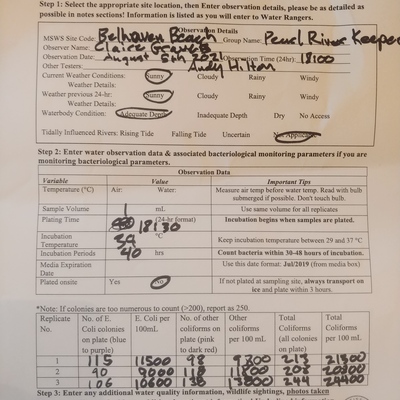 Step 1: Select the appropriate site location, then Enter observation details, please be as detailed as
possible in notes sections! Information is listed as you will enter to Water Rangers.
Observation Details
MSWS Site Code: Belhaven Beach Group Name: Pearl River Keeper
Observer Name: Claire
Observation Date: August 5th 2021 Observation Time (24hr): 18:00
Other Testers: Andy Hilton
Current Weather Conditions: Sunny Cloudy Rainy Windy
Weather Details:
Weather previous 24-hr: Sunny Cloudy Rainy Windy
Weather Details:
Waterbody Condition: Adequate Depth Inadequate Depth Dry No Access
Tidally Influenced Rivers: Rising Tide Falling Tide Uncertain Not Applicable
Step 2: Enter water observation data & associated bacteriological monitoring parameters if you are
monitoring bacteriological parameters.
Observation Data
Variable Value Important Tips
Temperature (°C) Air: Water: Measure air temp before water temp. Read with bulb
submerged if possible. Don't touch bulb.
Sample Volume 1 mL Use same volume for all replicates
Plating Time 18:30 (24-hr format) Incubation begins when samples are plated.
Incubation
Temperature °C Keep incubation temperature between 29 and 37 °C
Incubation Periods 40 hrs Count bacteria within 30-48 hours of incubation.
Media Expiration
Date Use this date format: Jul/2019 (from media box)
Plated onsite Yes No If not plated at sampling site, always transport on
ice and plate within 3 hours.
*Note: If colonies are too numerous to count (>200), report as 250.
Replicate
No. No. of E.
Coli colonies
on plate (blue
to purple) E. Coli per
100mL No. of other
coliforms on
plate (pink
to dark red) Other
coliforms
per 100 mL Total
Coliforms
(all colonies
on plate) Total
coliforms
per 100 mL
1 115 11500 98 9800 213 21300
2 90 9000 118 11800 208 20800
3 106 10600 138 13800 244 24400
Step 3: Enter any additional water quality information, wildlife sightings, photos taken